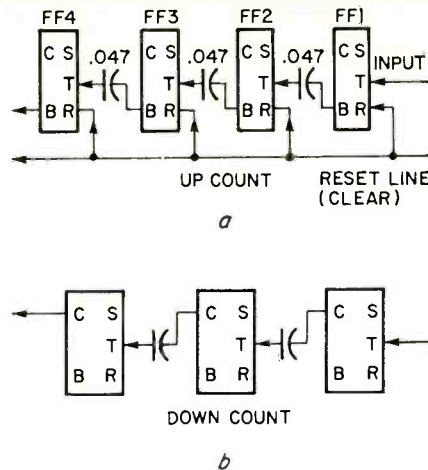 FF4 FF3 FF2 FF1
.047 .047 .047 INPUT
C S C S C S C S
T T T T
B R B R B R B R
UP COUNT RESET LINE
(CLEAR)
a
C S C S C S
T T T
B R B R B R
DOWN COUNT
b